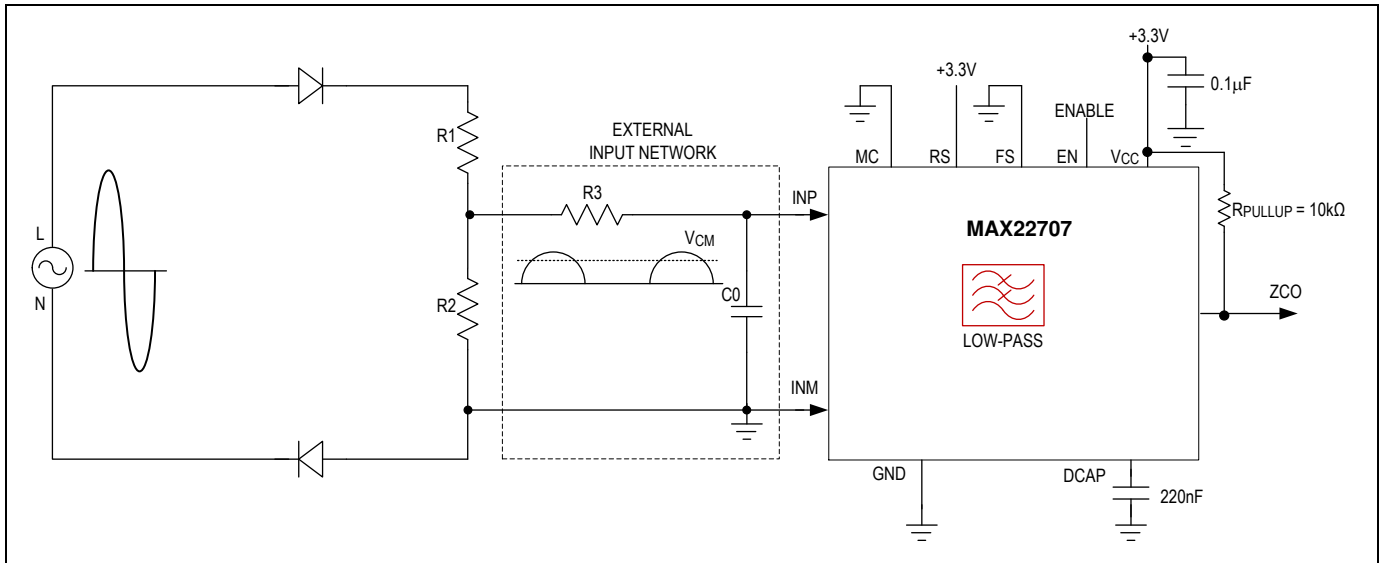 +3.3V
+3.3V
0.1μF
ENABLE
R1
EXTERNAL
INPUT NETWORK
MC
RS
FS
EN
VCC
R3
INP
RPULLUP = 10kΩ
MAX22707
L
VCM
N
R2
C0
ZCO
LOW-PASS
INM
GND
DCAP
220nF